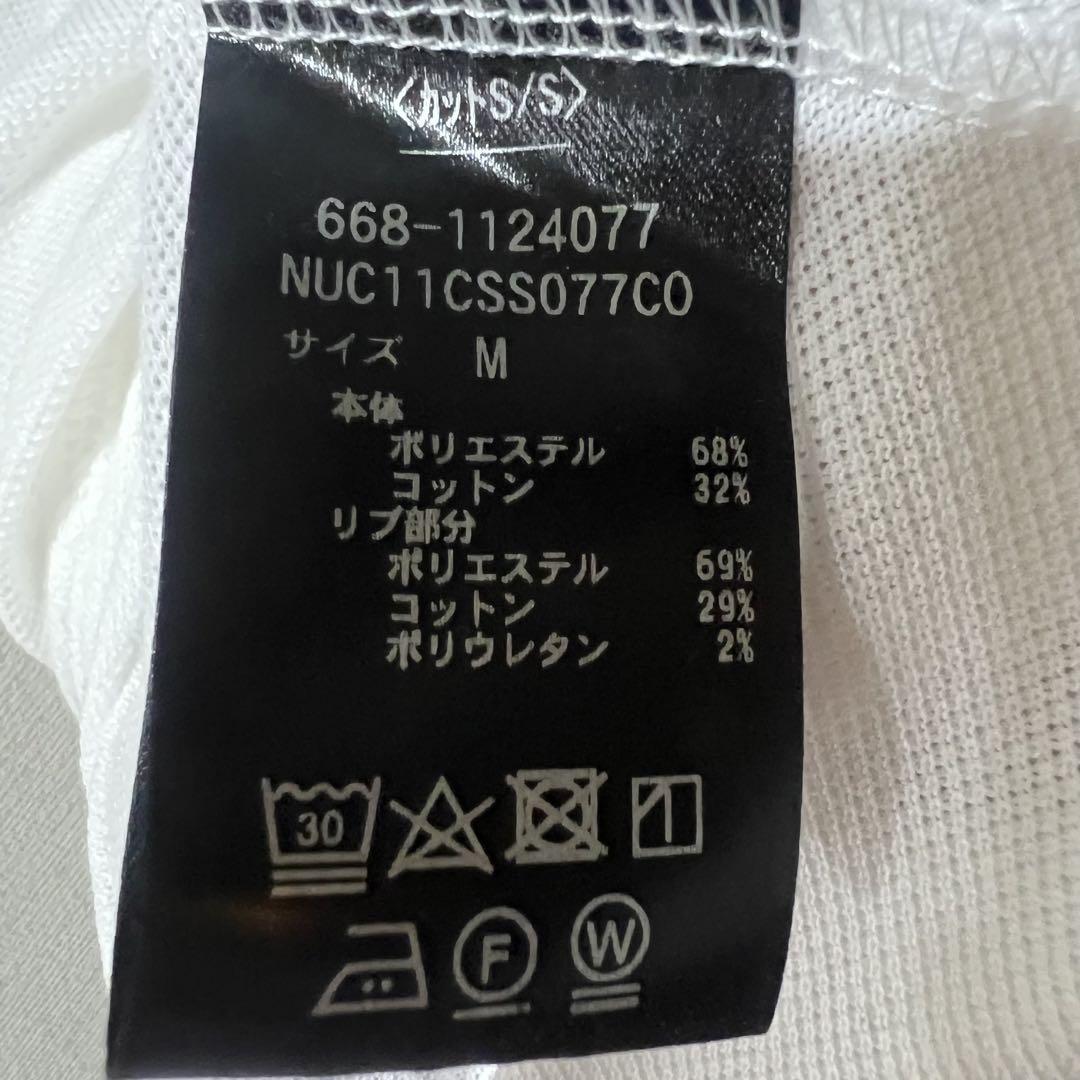 〈カットS/S〉
668-1124077
NUC11CSS077CO
サイズ M
本体
ポリエステル 68%
コットン 32%
リブ部分
ポリエステル 69%
コットン 29%
ポリウレタン 2%
30
F W